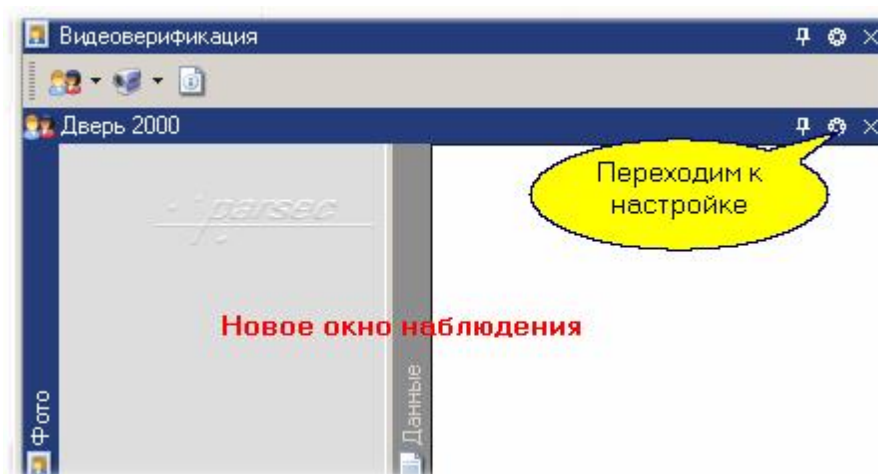 Видеоверификация
Дверь 2000
Переходим к
настройке
parsec
Новое окно наблюдения
Фото
Данные